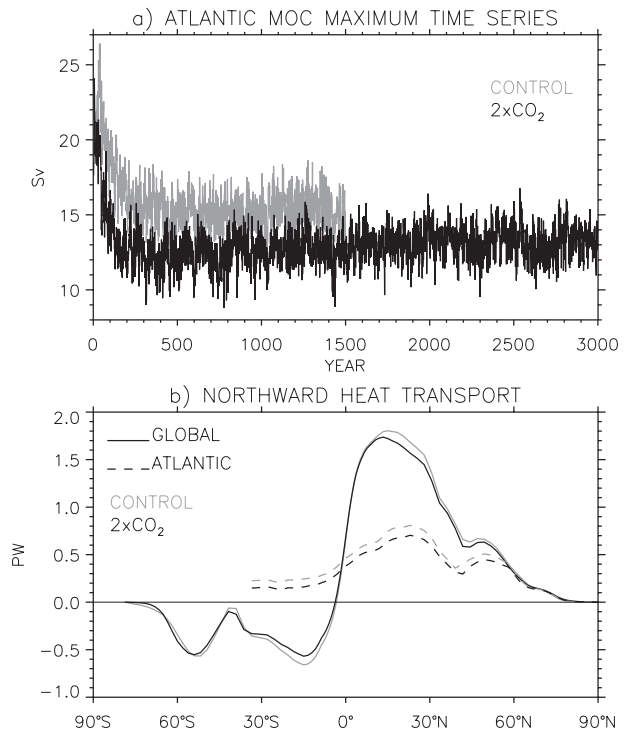 a) ATLANTIC MOC MAXIMUM TIME SERIES
25
20
15
10
Sv
CONTROL
2xCO₂
0 500 1000 1500 2000 2500 3000
YEAR
b) NORTHWARD HEAT TRANSPORT
2.0
1.5
1.0
0.5
0.0
−0.5
−1.0
PW
GLOBAL
ATLANTIC
CONTROL
2xCO₂
90°S 60°S 30°S 0° 30°N 60°N 90°N